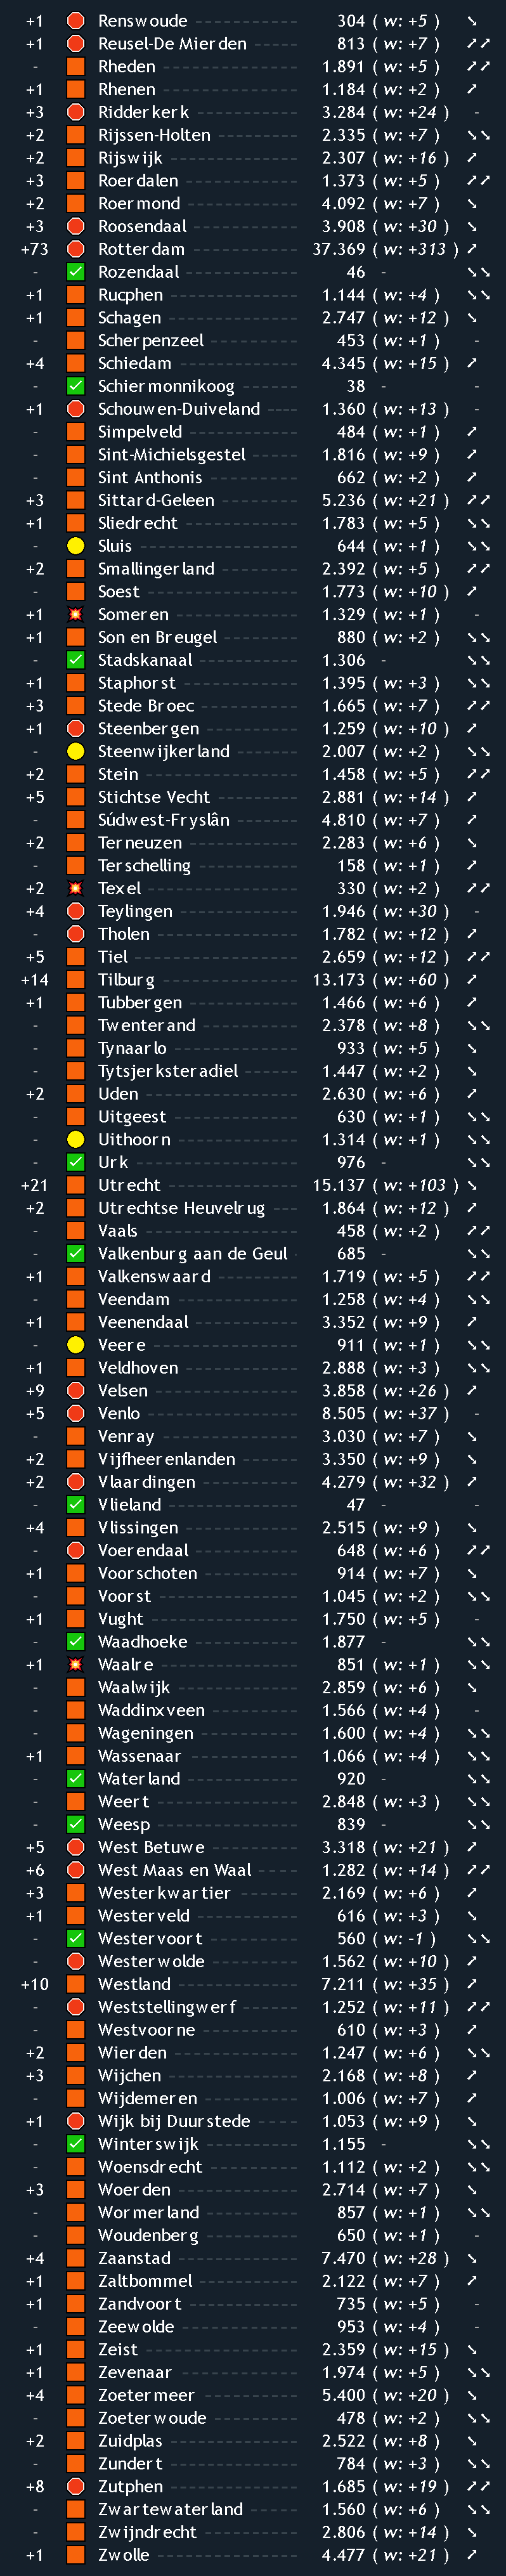 +1 Renswoude 304 ( w: +5 )
+1 Reusel-De Mierden 813 ( w: +7 )
- Rheden 1.891 ( w: +5 )
+1 Rhenen 1.184 ( w: +2 )
+3 Ridderkerk 3.284 ( w: +24 ) -
+2 Rijssen-Holten 2.335 ( w: +7 )
+2 Rijswijk 2.307 ( w: +16 )
+3 Roerdalen 1.373 ( w: +5 )
+2 Roermond 4.092 ( w: +7 )
+3 Roosendaal 3.908 ( w: +30 )
+73 Rotterdam 37.369 ( w: +313 )
- Rozendaal 46 -
+1 Rucphen 1.144 ( w: +4 )
+1 Schagen 2.747 ( w: +12 )
- Scherpenzeel 453 ( w: +1 ) -
+4 Schiedam 4.345 ( w: +15 )
- Schiermonnikoog 38 - -
+1 Schouwen-Duiveland 1.360 ( w: +13 ) -
- Simpelveld 484 ( w: +1 )
- Sint-Michielsgestel 1.816 ( w: +9 )
- Sint Anthonis 662 ( w: +2 )
+3 Sittard-Geleen 5.236 ( w: +21 )
+1 Sliedrecht 1.783 ( w: +5 )
- Sluis 644 ( w: +1 )
+2 Smallingerland 2.392 ( w: +5 )
- Soest 1.773 ( w: +10 )
+1 Someren 1.329 ( w: +1 ) -
+1 Son en Breugel 880 ( w: +2 )
- Stadskanaal 1.306 -
+1 Staphorst 1.395 ( w: +3 )
+3 Stede Broec 1.665 ( w: +7 )
+1 Steenbergen 1.259 ( w: +10 )
- Steenwijkerland 2.007 ( w: +2 )
+2 Stein 1.458 ( w: +5 )
+5 Stichtse Vecht 2.881 ( w: +14 )
- Súdwest-Fryslân 4.810 ( w: +7 )
+2 Terneuzen 2.283 ( w: +6 )
- Terschelling 158 ( w: +1 )
+2 Texel 330 ( w: +2 )
+4 Teylingen 1.946 ( w: +30 ) -
- Tholen 1.782 ( w: +12 )
+5 Tiel 2.659 ( w: +12 )
+14 Tilburg 13.173 ( w: +60 )
+1 Tubbergen 1.466 ( w: +6 )
- Twenterand 2.378 ( w: +8 )
- Tynaarlo 933 ( w: +5 )
- Tytsjerksteradiel 1.447 ( w: +2 )
+2 Uden 2.630 ( w: +6 )
- Uitgeest 630 ( w: +1 )
- Uithoorn 1.314 ( w: +1 )
- Urk 976 -
+21 Utrecht 15.137 ( w: +103 )
+2 Utrechtse Heuvelrug 1.864 ( w: +12 )
- Vaals 458 ( w: +2 )
- Valkenburg aan de Geul 685 -
+1 Valkenswaard 1.719 ( w: +5 )
- Veendam 1.258 ( w: +4 )
+1 Veenendaal 3.352 ( w: +9 )
- Veere 911 ( w: +1 )
+1 Veldhoven 2.888 ( w: +3 )
+9 Velsen 3.858 ( w: +26 )
+5 Venlo 8.505 ( w: +37 ) -
- Venray 3.030 ( w: +7 )
+2 Vijfheerenlanden 3.350 ( w: +9 )
+2 Vlaardingen 4.279 ( w: +32 )
- Vlieland 47 - -
+4 Vlissingen 2.515 ( w: +9 )
- Voerendaal 648 ( w: +6 )
+1 Voorschoten 914 ( w: +7 )
- Voorst 1.045 ( w: +2 )
+1 Vught 1.750 ( w: +5 ) -
- Waadhoeke 1.877 -
+1 Waalre 851 ( w: +1 )
- Waalwijk 2.859 ( w: +6 )
- Waddinxveen 1.566 ( w: +4 ) -
- Wageningen 1.600 ( w: +4 )
+1 Wassenaar 1.066 ( w: +4 )
- Waterland 920 -
- Weert 2.848 ( w: +3 )
- Weesp 839 -
+5 West Betuwe 3.318 ( w: +21 )
+6 West Maas en Waal 1.282 ( w: +14 )
+3 Westerkwartier 2.169 ( w: +6 )
+1 Westerveld 616 ( w: +3 )
- Westervoort 560 ( w: -1 )
- Westerwolde 1.562 ( w: +10 )
+10 Westland 7.211 ( w: +35 )
- Weststellingwerf 1.252 ( w: +11 )
- Westvoorne 610 ( w: +3 )
+2 Wierden 1.247 ( w: +6 )
+3 Wijchen 2.168 ( w: +8 )
- Wijdemeren 1.006 ( w: +7 )
+1 Wijk bij Duurstede 1.053 ( w: +9 )
- Winterswijk 1.155 -
- Woensdrecht 1.112 ( w: +2 )
+3 Woerden 2.714 ( w: +7 )
- Wormerland 857 ( w: +1 )
- Woudenberg 650 ( w: +1 ) -
+4 Zaanstad 7.470 ( w: +28 )
+1 Zaltbommel 2.122 ( w: +7 )
+1 Zandvoort 735 ( w: +5 ) -
- Zeewolde 953 ( w: +4 ) -
+1 Zeist 2.359 ( w: +15 )
+1 Zevenaar 1.974 ( w: +5 )
+4 Zoetermeer 5.400 ( w: +20 )
- Zoeterwoude 478 ( w: +2 )
+2 Zuidplas 2.522 ( w: +8 )
- Zundert 784 ( w: +3 )
+8 Zutphen 1.685 ( w: +19 )
- Zwartewaterland 1.560 ( w: +6 )
- Zwijndrecht 2.806 ( w: +14 )
+1 Zwolle 4.477 ( w: +21 )